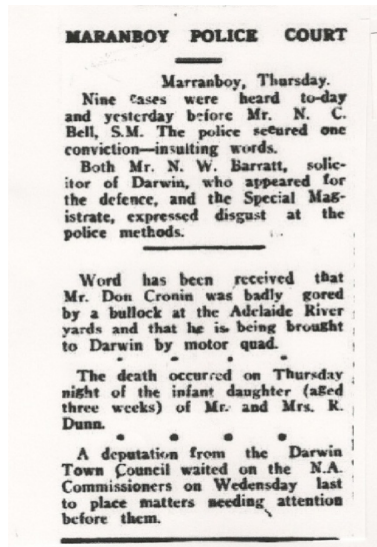 MARANBOY POLICE COURT
Marranboy, Thursday.
Nine cases were heard to-day
and yesterday before Mr. N. C.
Bell, S.M. The police secured one
conviction—insulting words.
Both Mr. N. W. Barratt, solic-
itor of Darwin, who appeared for
the defence, and the Special Mag-
istrate, expressed disgust at the
police methods.
Word has been received that
Mr. Don Cronin was badly gored
by a bullock at the Adelaide River
yards and that he is being brought
to Darwin by motor quad.
The death occurred on Thursday
night of the infant daughter (aged
three weeks) of Mr. and Mrs. R.
Dunn.
A deputation from the Darwin
Town Council waited on the N.A.
Commissioners on Wedensday last
to place matters needing attention
before them.